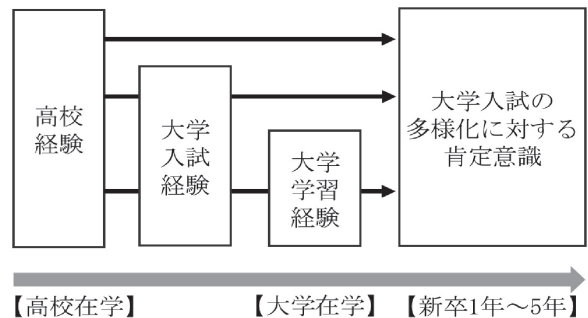 高校
経験
大学
入試
経験
大学
学習
経験
大学入試の
多様化に対する
肯定意識
【高校在学】
【大学在学】
【新卒1年～5年】